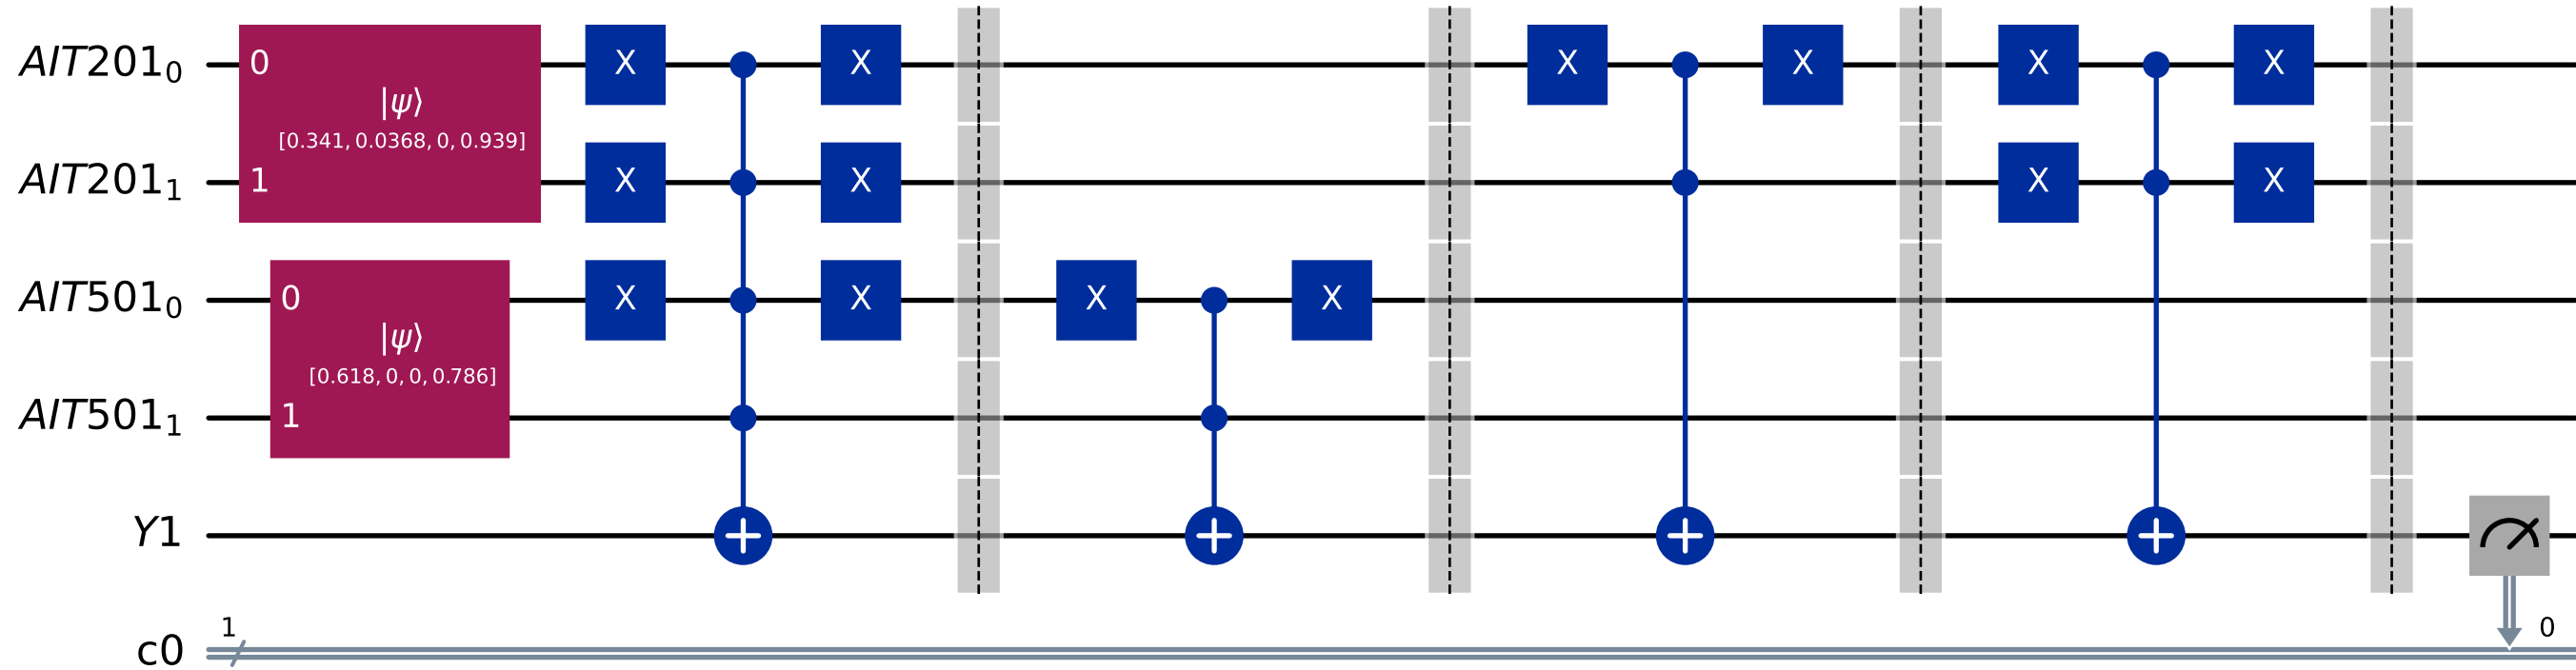 AIT201₀ 0 X X X X X X
|ψ⟩
[0.341, 0.0368, 0, 0.939]
AIT201₁ 1 X X X X
AIT501₀ 0 X X X X
|ψ⟩
[0.618, 0, 0, 0.786]
AIT501₁ 1
Y1
c0 1 0